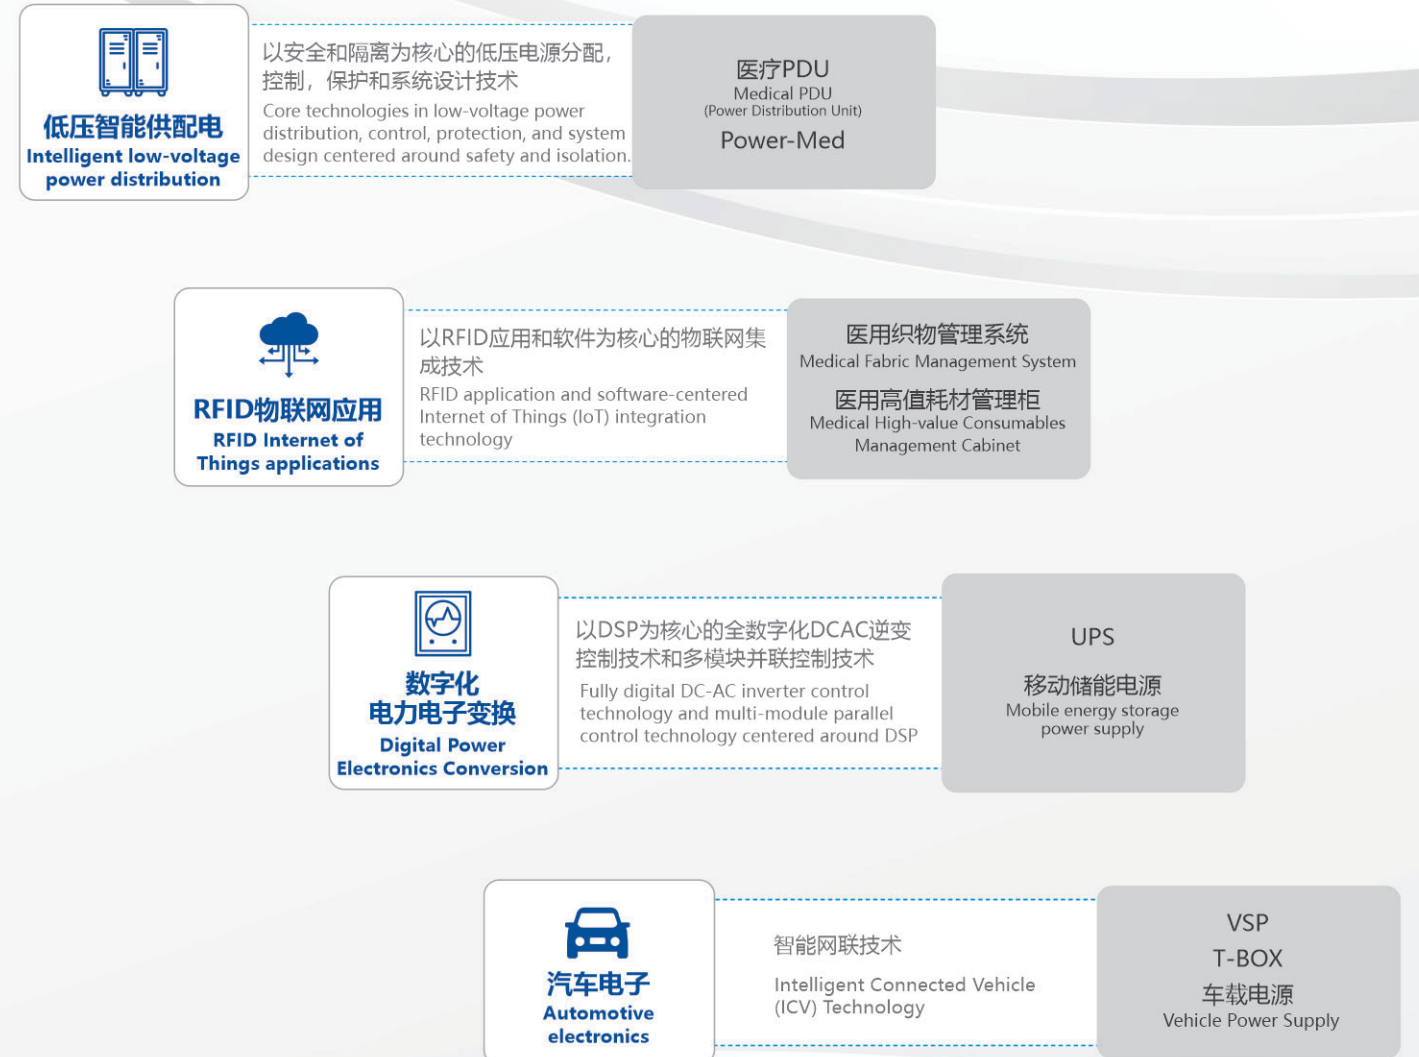 低压智能供配电
Intelligent low-voltage
power distribution
以安全和隔离为核心的低压电源分配，
控制，保护和系统设计技术
Core technologies in low-voltage power
distribution, control, protection, and system
design centered around safety and isolation.
医疗PDU
Medical PDU
(Power Distribution Unit)
Power-Med
RFID物联网应用
RFID Internet of
Things applications
以RFID应用和软件为核心的物联网集
成技术
RFID application and software-centered
Internet of Things (IoT) integration
technology
医用织物管理系统
Medical Fabric Management System
医用高值耗材管理柜
Medical High-value Consumables
Management Cabinet
数字化
电力电子变换
Digital Power
Electronics Conversion
以DSP为核心的全数字化DCAC逆变
控制技术和多模块并联控制技术
Fully digital DC-AC inverter control
technology and multi-module parallel
control technology centered around DSP
UPS
移动储能电源
Mobile energy storage
power supply
汽车电子
Automotive
electronics
智能网联技术
Intelligent Connected Vehicle
(ICV) Technology
VSP
T-BOX
车载电源
Vehicle Power Supply